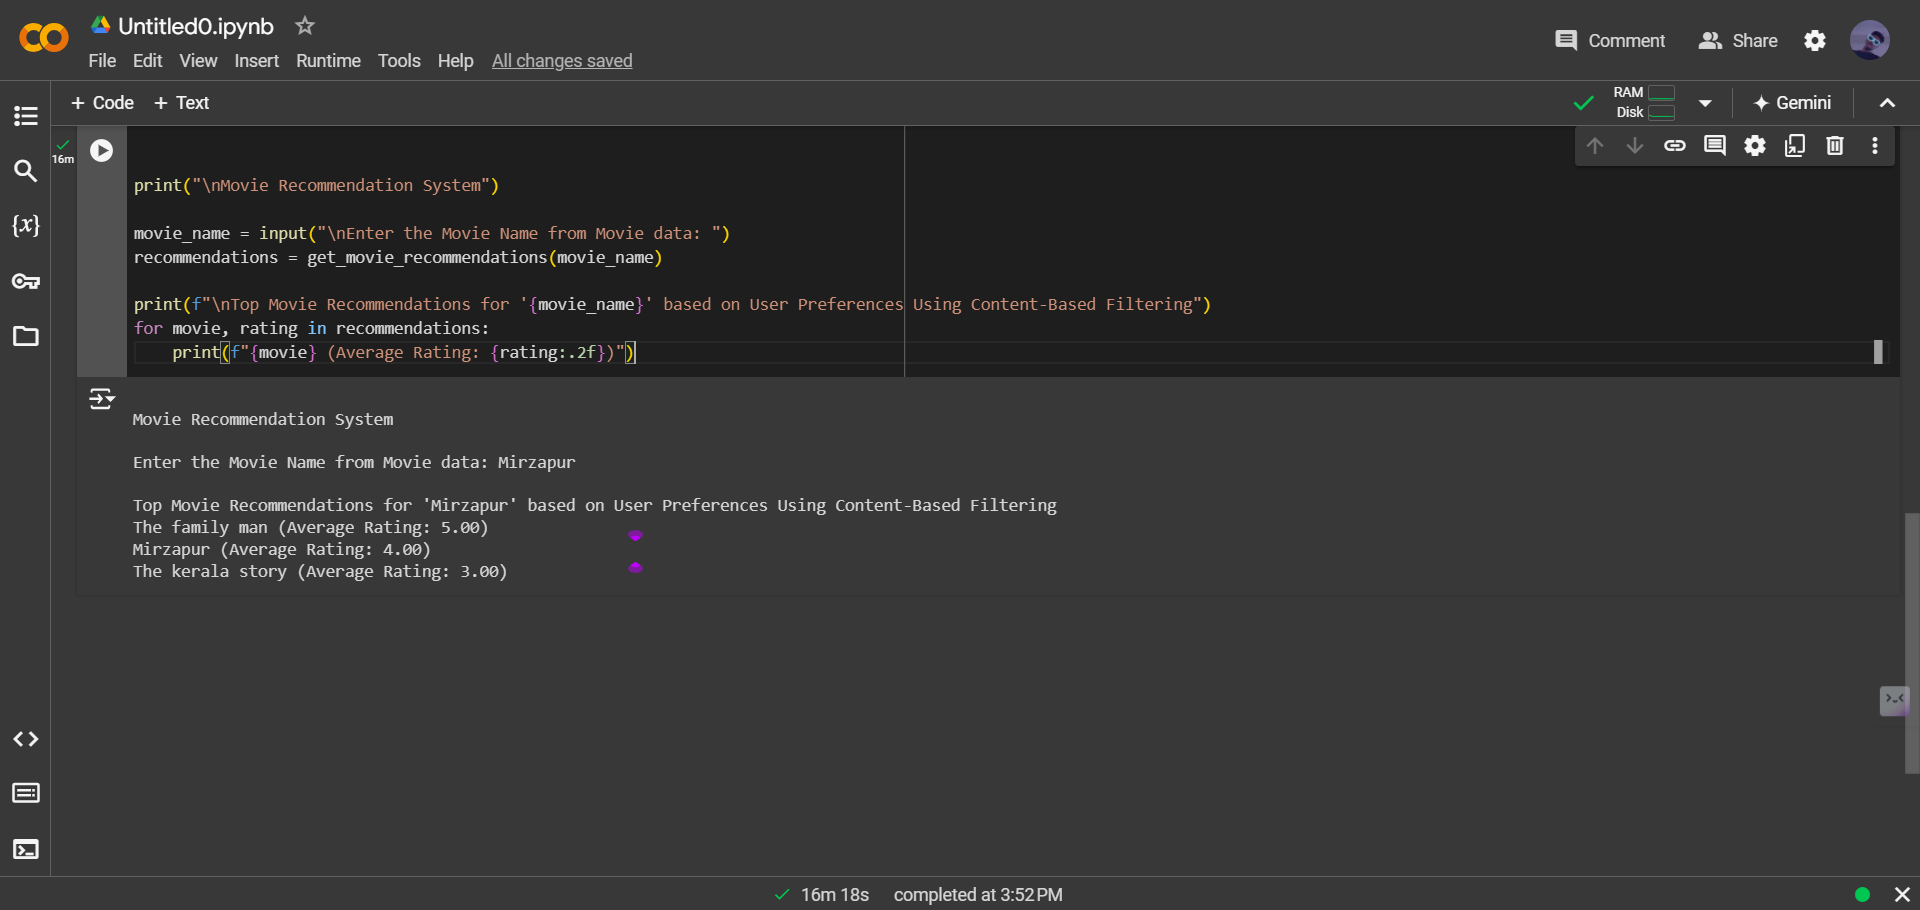 Untitled0.ipynb
File Edit View Insert Runtime Tools Help All changes saved
Comment Share
+ Code + Text
RAM
Disk
Gemini
16m
print("\nMovie Recommendation System")
movie_name = input("\nEnter the Movie Name from Movie data: ")
recommendations = get_movie_recommendations(movie_name)
print(f"\nTop Movie Recommendations for '{movie_name}' based on User Preferences Using Content-Based Filtering")
for movie, rating in recommendations:
    print(f"{movie} (Average Rating: {rating:.2f})")
Movie Recommendation System
Enter the Movie Name from Movie data: Mirzapur
Top Movie Recommendations for 'Mirzapur' based on User Preferences Using Content-Based Filtering
The family man (Average Rating: 5.00)
Mirzapur (Average Rating: 4.00)
The kerala story (Average Rating: 3.00)
16m 18s completed at 3:52 PM